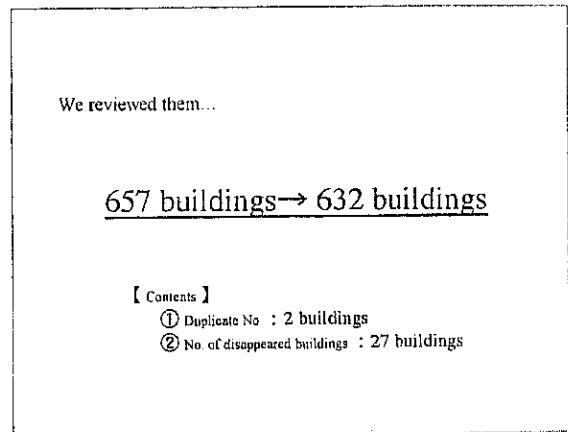 We reviewed them...
657 buildings→ 632 buildings
【 Contents 】
① Duplicate No : 2 buildings
② No. of disappeared buildings : 27 buildings